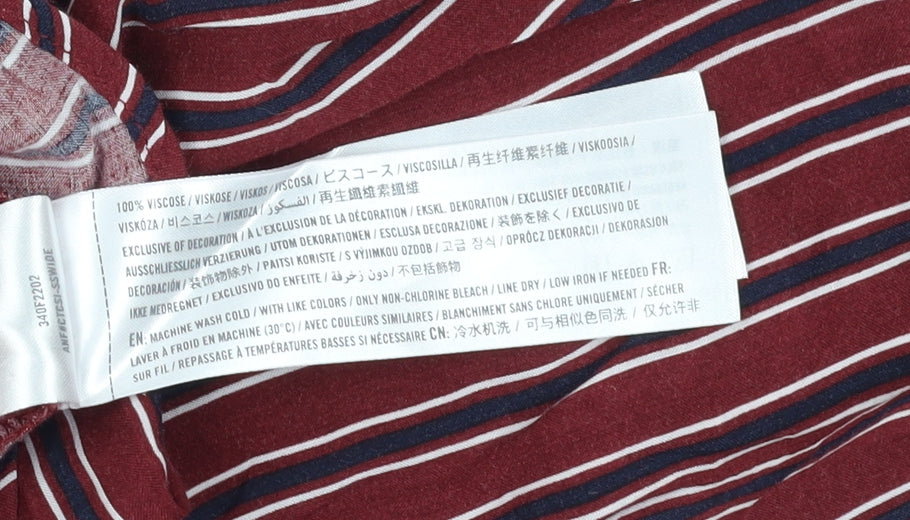 100% VISCOSE / VISKOSE / VISKOS / VISCOSA / ビスコース / VISCOSILLA / 再生纤维素纤维 / VISKOOSIA /
VISKÓZA / 비스코스 / WISKOZA / الفسكوز / 再生纖維素纖維
EXCLUSIVE OF DECORATION / À L'EXCLUSION DE LA DÉCORATION / EKSKL. DEKORATION / EXCLUSIEF DECORATIE /
AUSSCHLIESSLICH VERZIERUNG / UTOM DEKORATIONEN / ESCLUSA DECORAZIONE / 装飾を除く / EXCLUSIVO DE
DECORACIÓN / 装饰物除外 / PAITSI KORISTE / S VÝJIMKOU OZDOB / 고급 장식 / OPRÓCZ DEKORACJI / DEKORASJON
IKKE MEDREGNET / EXCLUSIVO DO ENFEITE / دون زخرفة / 不包括飾物
EN: MACHINE WASH COLD / WITH LIKE COLORS / ONLY NON-CHLORINE BLEACH / LINE DRY / LOW IRON IF NEEDED FR:
LAVER À FROID EN MACHINE (30°C) / AVEC COULEURS SIMILAIRES / BLANCHIMENT SANS CHLORE UNIQUEMENT / SÉCHER
SUR FIL / REPASSAGE À TEMPÉRATURES BASSES SI NÉCESSAIRE CN: 冷水机洗 / 可与相似色同洗 / 仅允许非
340F2202